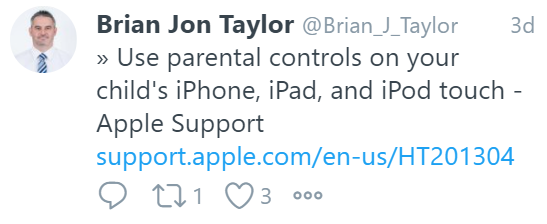 Brian Jon Taylor @Brian_J_Taylor 3d
» Use parental controls on your
child's iPhone, iPad, and iPod touch -
Apple Support
support.apple.com/en-us/HT201304
1 3